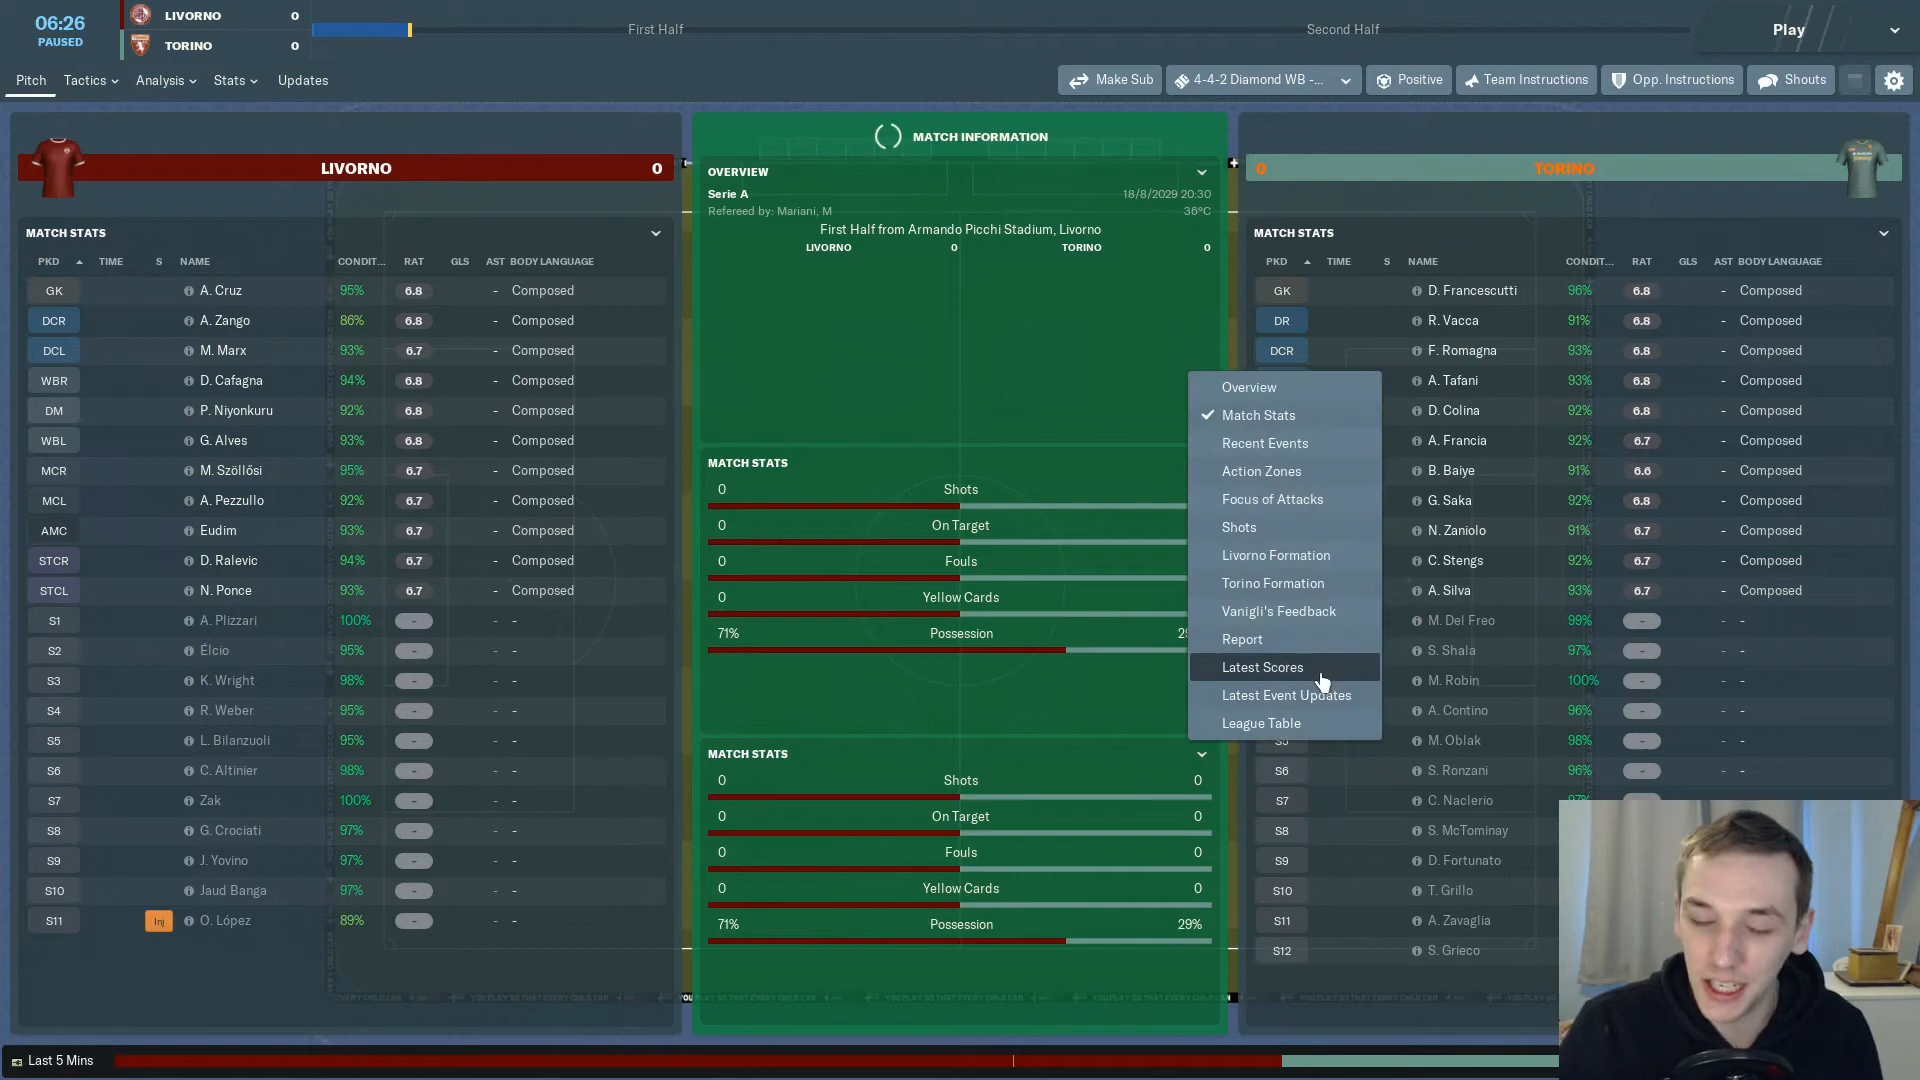 06:26
PAUSED
LIVORNO 0
TORINO 0
First Half
Second Half
Play
Pitch Tactics Analysis Stats Updates
Make Sub 4-4-2 Diamond WB -... Positive Team Instructions Opp. Instructions Shouts
LIVORNO 0
MATCH STATS
PKD TIME S NAME CONDIT... RAT GLS AST BODY LANGUAGE
GK A. Cruz 95% 6.8 - Composed
DCR A. Zango 86% 6.8 - Composed
DCL M. Marx 93% 6.7 - Composed
WBR D. Cafagna 94% 6.8 - Composed
DM P. Niyonkuru 92% 6.8 - Composed
WBL G. Alves 93% 6.8 - Composed
MCR M. Szöllősi 95% 6.7 - Composed
MCL A. Pezzullo 92% 6.7 - Composed
AMC Eudim 93% 6.7 - Composed
STCR D. Ralevic 94% 6.7 - Composed
STCL N. Ponce 93% 6.7 - Composed
S1 A. Plizzari 100% - - -
S2 Élcio 95% - - -
S3 K. Wright 98% - - -
S4 R. Weber 95% - - -
S5 L. Bilanzuoli 95% - - -
S6 C. Altinier 98% - - -
S7 Zak 100% - - -
S8 G. Crociati 97% - - -
S9 J. Yovino 97% - - -
S10 Jaud Banga 97% - - -
S11 Inj O. López 89% - - -
MATCH INFORMATION
OVERVIEW
Serie A 18/8/2029 20:30
Refereed by: Mariani, M 36°C
First Half from Armando Picchi Stadium, Livorno
LIVORNO 0 TORINO 0
MATCH STATS
0 Shots
0 On Target
0 Fouls
0 Yellow Cards
71% Possession
MATCH STATS
0 Shots 0
0 On Target 0
0 Fouls 0
0 Yellow Cards 0
71% Possession 29%
Overview
Match Stats
Recent Events
Action Zones
Focus of Attacks
Shots
Livorno Formation
Torino Formation
Vanigli's Feedback
Report
Latest Scores
Latest Event Updates
League Table
0 TORINO
MATCH STATS
PKD TIME S NAME CONDIT... RAT GLS AST BODY LANGUAGE
GK D. Francescutti 96% 6.8 - Composed
DR R. Vacca 91% 6.8 - Composed
DCR F. Romagna 93% 6.8 - Composed
A. Tafani 93% 6.8 - Composed
D. Colina 92% 6.8 - Composed
A. Francia 92% 6.7 - Composed
B. Baiye 91% 6.6 - Composed
G. Saka 92% 6.8 - Composed
N. Zaniolo 91% 6.7 - Composed
C. Stengs 92% 6.7 - Composed
A. Silva 93% 6.7 - Composed
M. Del Freo 99% - - -
S. Shala 97% - - -
M. Robin 100% - - -
A. Contino 96% - - -
S5 M. Oblak 98% - - -
S6 S. Ronzani 96% - - -
S7 C. Naclerio 97%
S8 S. McTominay
S9 D. Fortunato
S10 T. Grillo
S11 A. Zavaglia
S12 S. Grieco
YOU PLAY SO THAT EVERY CHILD CAN
Last 5 Mins